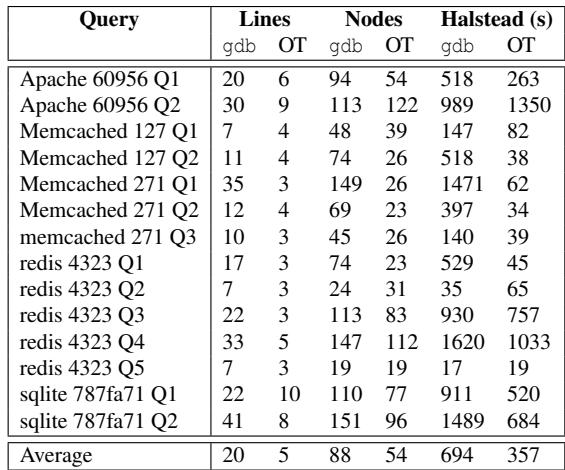 Query Lines Nodes Halstead (s)
gdb OT gdb OT gdb OT
Apache 60956 Q1 20 6 94 54 518 263
Apache 60956 Q2 30 9 113 122 989 1350
Memcached 127 Q1 7 4 48 39 147 82
Memcached 127 Q2 11 4 74 26 518 38
Memcached 271 Q1 35 3 149 26 1471 62
Memcached 271 Q2 12 4 69 23 397 34
memcached 271 Q3 10 3 45 26 140 39
redis 4323 Q1 17 3 74 23 529 45
redis 4323 Q2 7 3 24 31 35 65
redis 4323 Q3 22 3 113 83 930 757
redis 4323 Q4 33 5 147 112 1620 1033
redis 4323 Q5 7 3 19 19 17 19
sqlite 787fa71 Q1 22 10 110 77 911 520
sqlite 787fa71 Q2 41 8 151 96 1489 684
Average 20 5 88 54 694 357